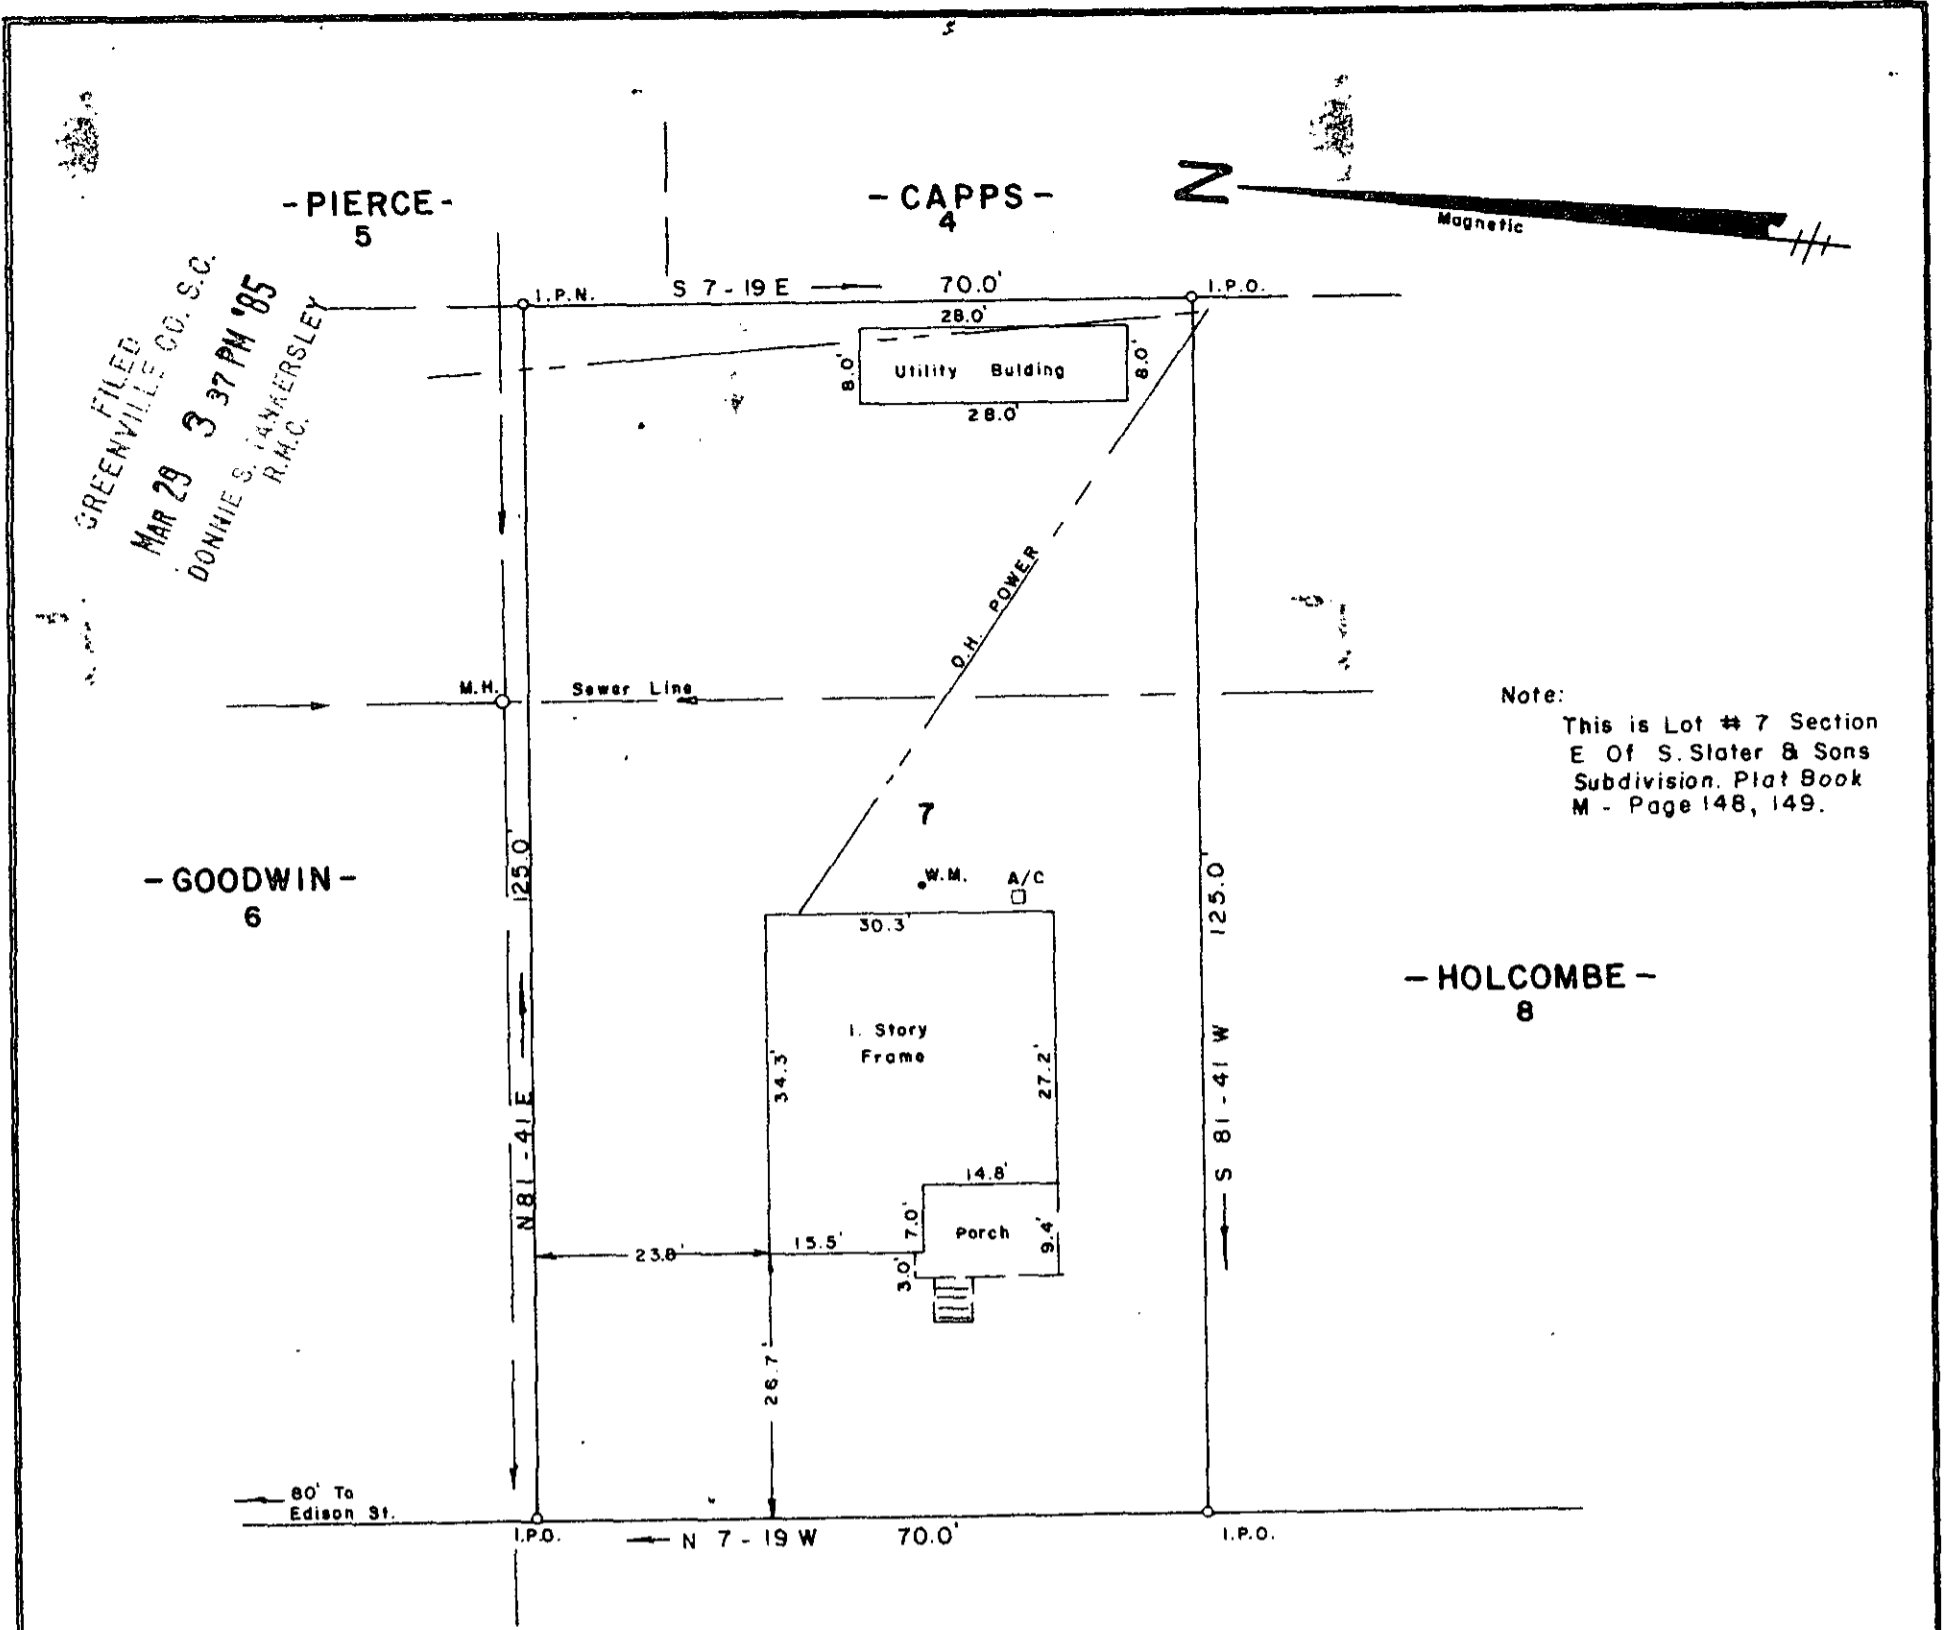 -PIERCE-
5
-CAPPS-
4
N
Magnetic
FILED
GREENVILLE CO. S.C.
MAR 29 3 37 PM '85
DONNIE S. TANKERSLEY
R.M.C.
I.P.N.
S 7-19 E
70.0'
I.P.O.
28.0'
8.0'
Utility Bulding
8.0'
28.0'
O.H. POWER
M.H.
Sewer Line
Note:
This is Lot # 7 Section
E Of S. Slater & Sons
Subdivision. Plat Book
M - Page 148, 149.
7
125.0'
-GOODWIN-
6
W.M.
A/C
30.3'
125.0'
-HOLCOMBE-
8
1. Story
Frame
34.3'
27.2'
N 81-41 E
S 81-41 W
14.8'
7.0'
Porch
9.4'
23.8'
15.5'
3.0'
26.7'
80' To
Edison St.
I.P.O.
N 7-19 W
70.0'
I.P.O.